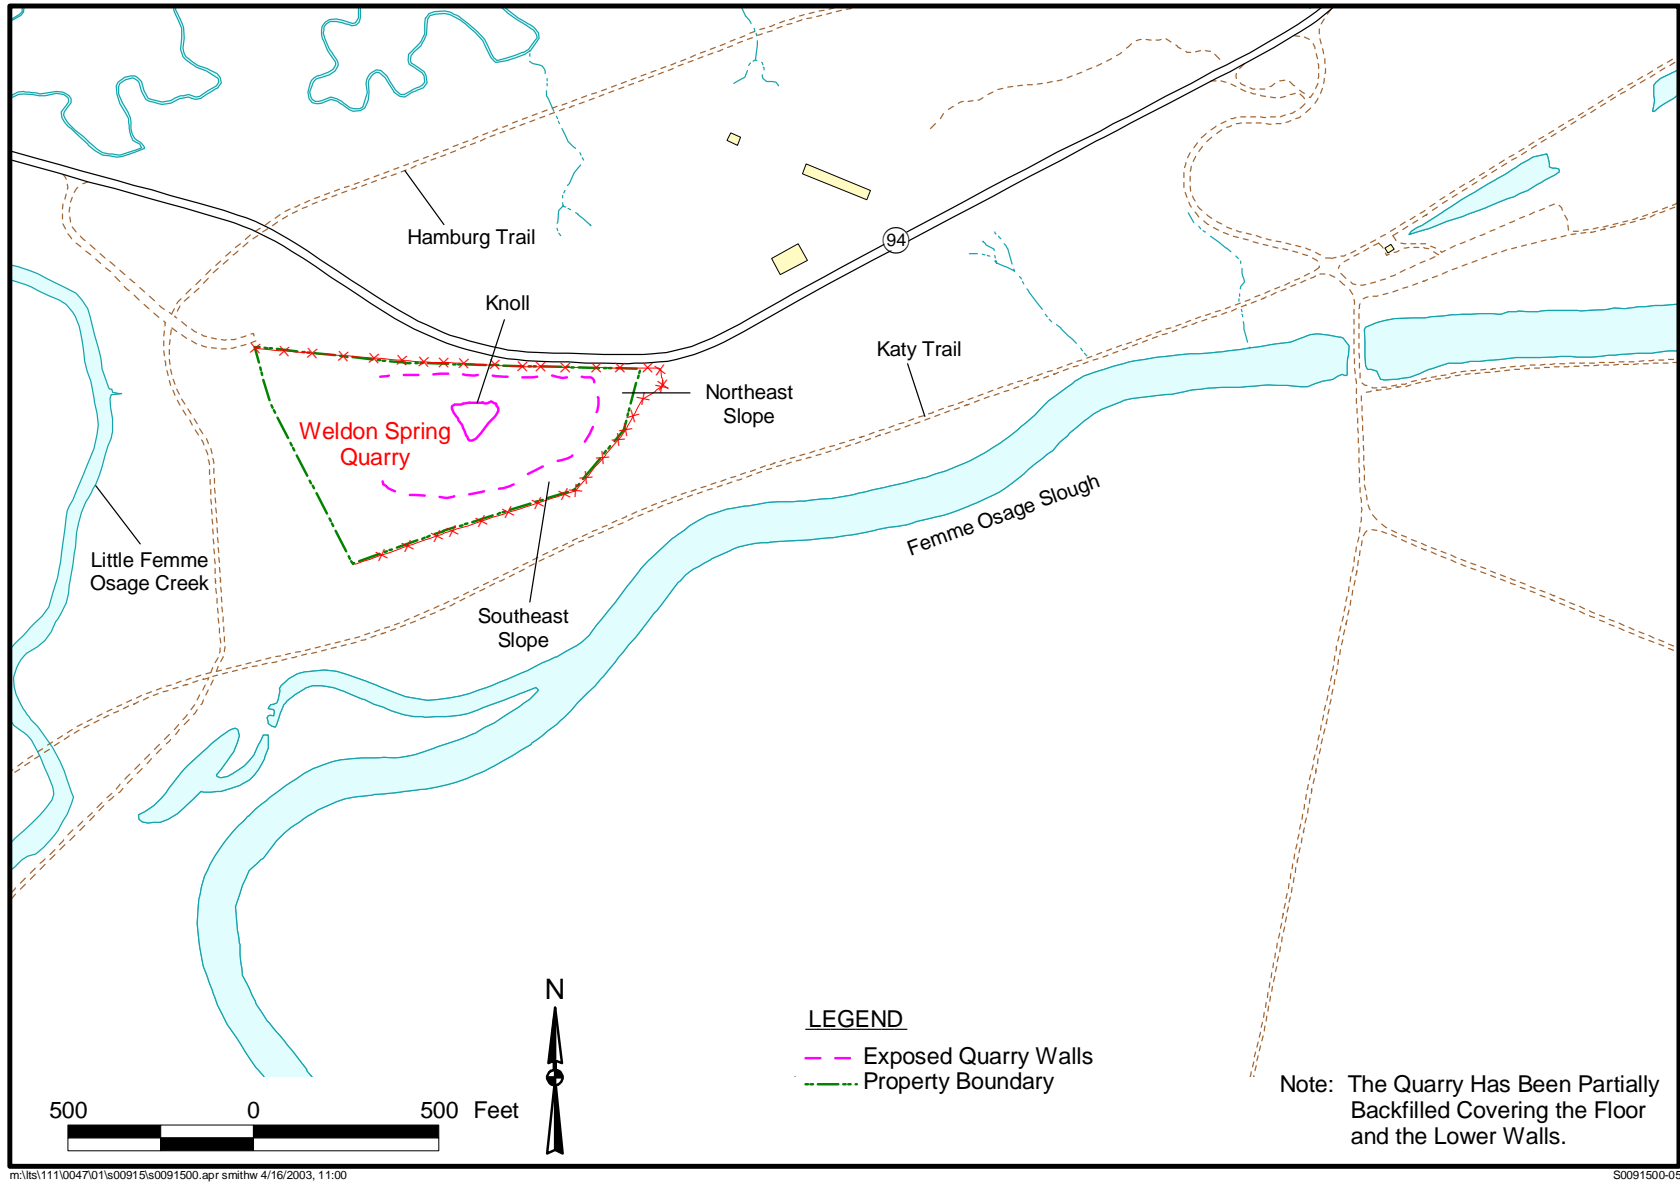 Hamburg Trail
94
Knoll
Katy Trail
Northeast
Slope
Weldon Spring
Quarry
Femme Osage Slough
Little Femme
Osage Creek
Southeast
Slope
N
LEGEND
Exposed Quarry Walls
Property Boundary
500 0 500 Feet
Note: The Quarry Has Been Partially
Backfilled Covering the Floor
and the Lower Walls.
m:\lts\111\0047\01\s00915\s0091500.apr smithw 4/16/2003, 11:00
S0091500-05